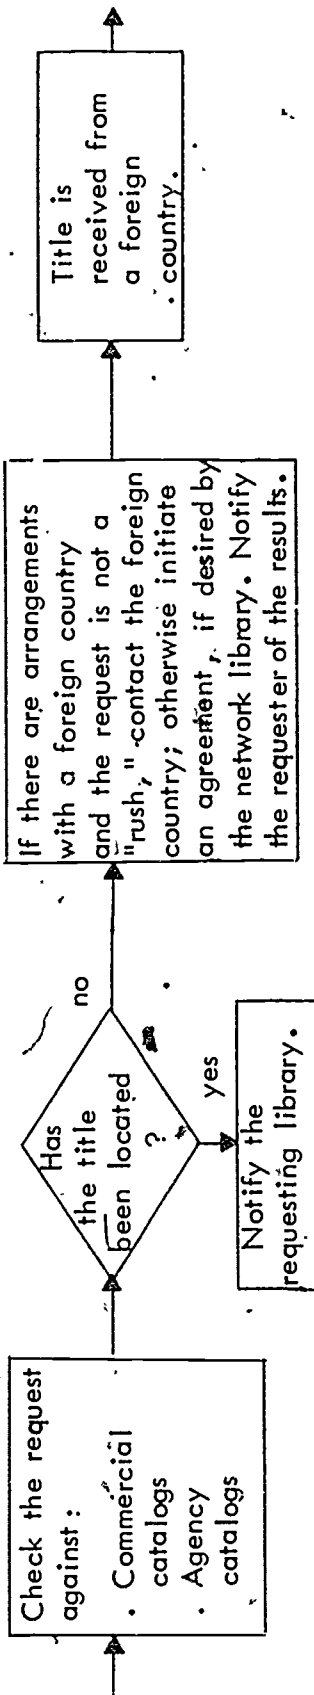 Check the request
against:
. Commercial
catalogs
. Agency
catalogs
Has
the title
been located
?
no
yes
Notify the
requesting library.
If there are arrangements
with a foreign country
and the request is not a
"rush," contact the foreign
country; otherwise initiate
an agreement, if desired by
the network library. Notify
the requester of the results.
Title is
received from
a foreign
country.